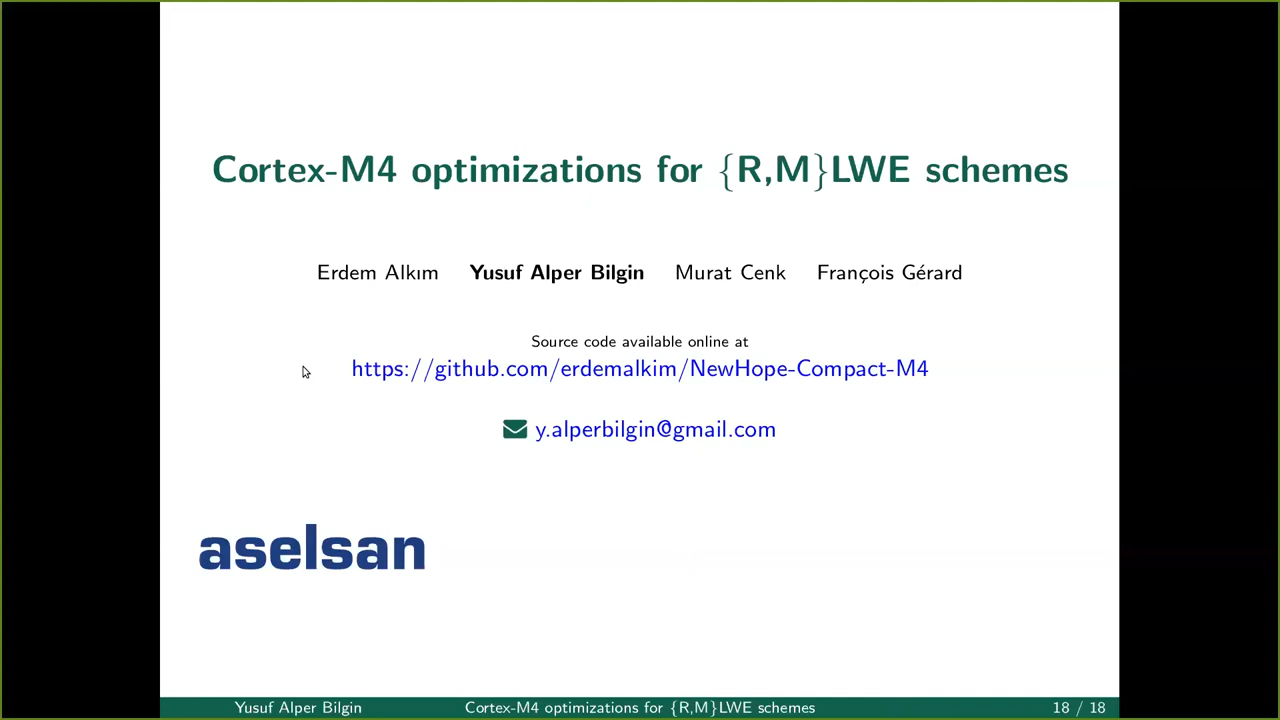 Cortex-M4 optimizations for {R,M}LWE schemes
Erdem Alkım Yusuf Alper Bilgin Murat Cenk François Gérard
Source code available online at
https://github.com/erdemalkim/NewHope-Compact-M4
y.alperbilgin@gmail.com
aselsan
Yusuf Alper Bilgin Cortex-M4 optimizations for {R,M}LWE schemes 18 / 18